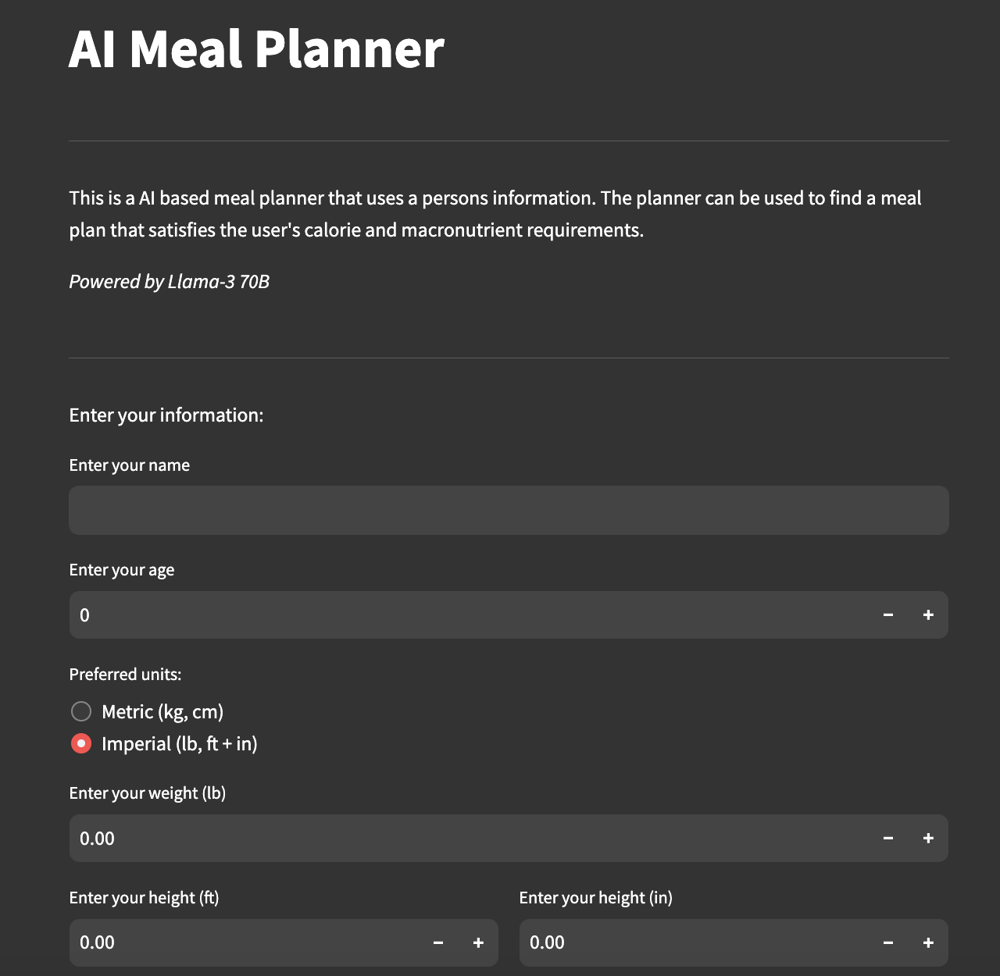 AI Meal Planner
This is a AI based meal planner that uses a persons information. The planner can be used to find a meal
plan that satisfies the user's calorie and macronutrient requirements.
Powered by Llama-3 70B
Enter your information:
Enter your name
Enter your age
0 − +
Preferred units:
Metric (kg, cm)
Imperial (lb, ft + in)
Enter your weight (lb)
0.00 − +
Enter your height (ft) Enter your height (in)
0.00 − + 0.00 − +